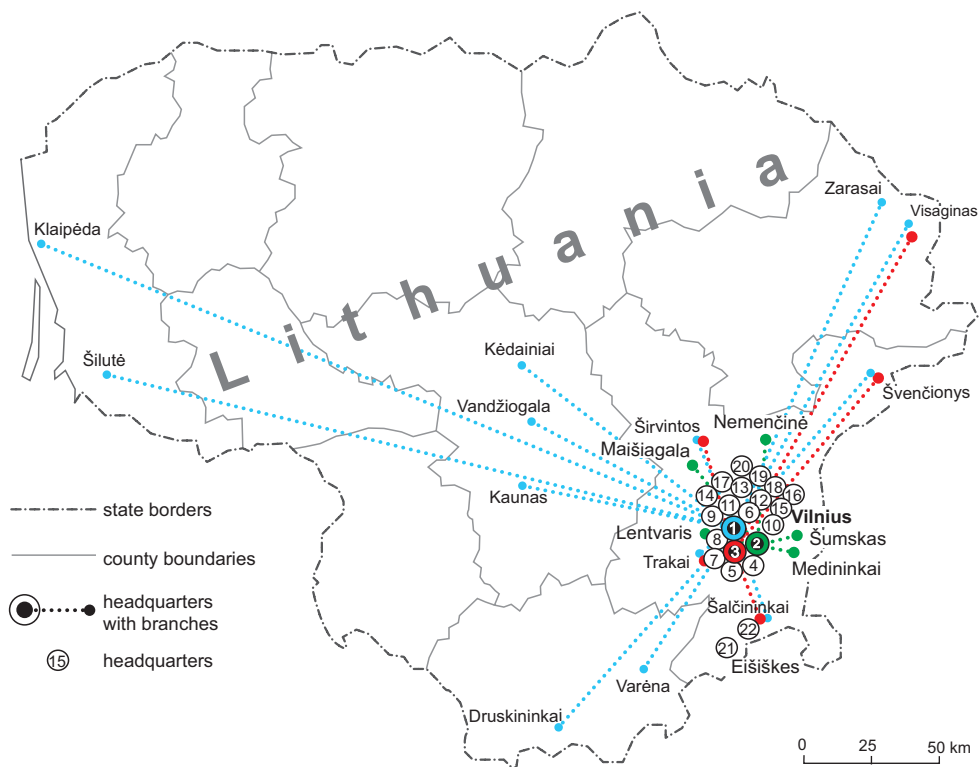 Zarasai
Visaginas
Klaipėda
Lithuania
Šilutė
Kėdainiai
Švenčionys
Vandžiogala
Širvintos
Nemenčinė
Maišiagala
20
19
17
13
18
14
12
16
11
15
9
6
10
Vilnius
Kaunas
Lentvaris
1
8
2
Šumskas
3
Trakai
7
5
4
Medininkai
Šalčininkai
22
21
Eišiškes
Varėna
Druskininkai
state borders
county boundaries
headquarters
with branches
15
headquarters
0 25 50 km